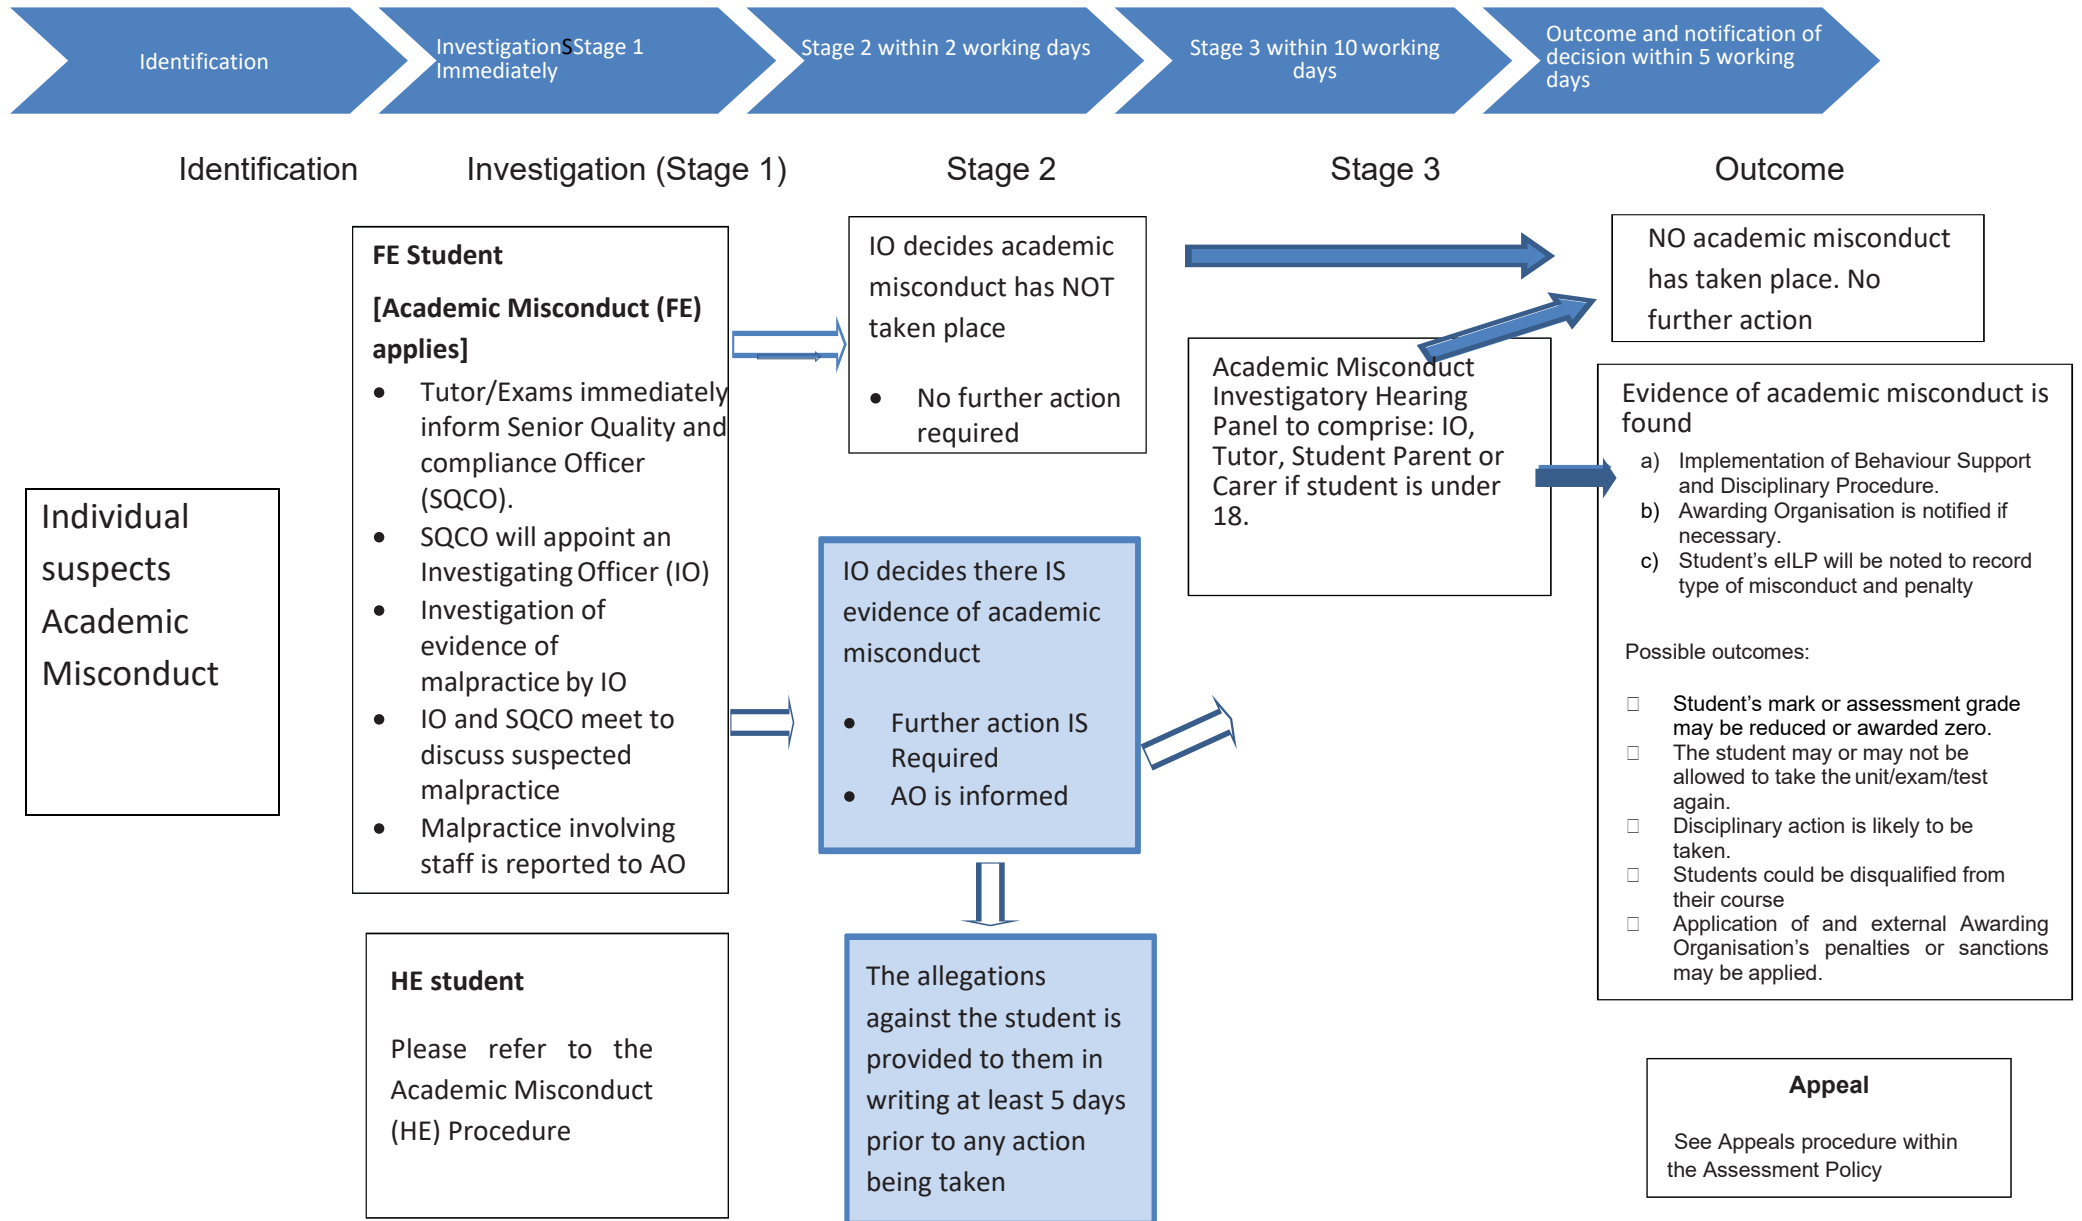 Identification
InvestigationSStage 1
Immediately
Stage 2 within 2 working days
Stage 3 within 10 working
days
Outcome and notification of
decision within 5 working
days
Identification
Investigation (Stage 1)
Stage 2
Stage 3
Outcome
Individual
suspects
Academic
Misconduct
FE Student
[Academic Misconduct (FE)
applies]
• Tutor/Exams immediately
inform Senior Quality and
compliance Officer
(SQCO).
• SQCO will appoint an
Investigating Officer (IO)
• Investigation of
evidence of
malpractice by IO
• IO and SQCO meet to
discuss suspected
malpractice
• Malpractice involving
staff is reported to AO
HE student
Please refer to the
Academic Misconduct
(HE) Procedure
IO decides academic
misconduct has NOT
taken place
• No further action
required
IO decides there IS
evidence of academic
misconduct
• Further action IS
Required
• AO is informed
The allegations
against the student is
provided to them in
writing at least 5 days
prior to any action
being taken
Academic Misconduct
Investigatory Hearing
Panel to comprise: IO,
Tutor, Student Parent or
Carer if student is under
18.
NO academic misconduct
has taken place. No
further action
Evidence of academic misconduct is
found
a) Implementation of Behaviour Support
and Disciplinary Procedure.
b) Awarding Organisation is notified if
necessary.
c) Student’s eILP will be noted to record
type of misconduct and penalty
Possible outcomes:
□ Student’s mark or assessment grade
may be reduced or awarded zero.
□ The student may or may not be
allowed to take the unit/exam/test
again.
□ Disciplinary action is likely to be
taken.
□ Students could be disqualified from
their course
□ Application of and external Awarding
Organisation’s penalties or sanctions
may be applied.
Appeal
See Appeals procedure within
the Assessment Policy